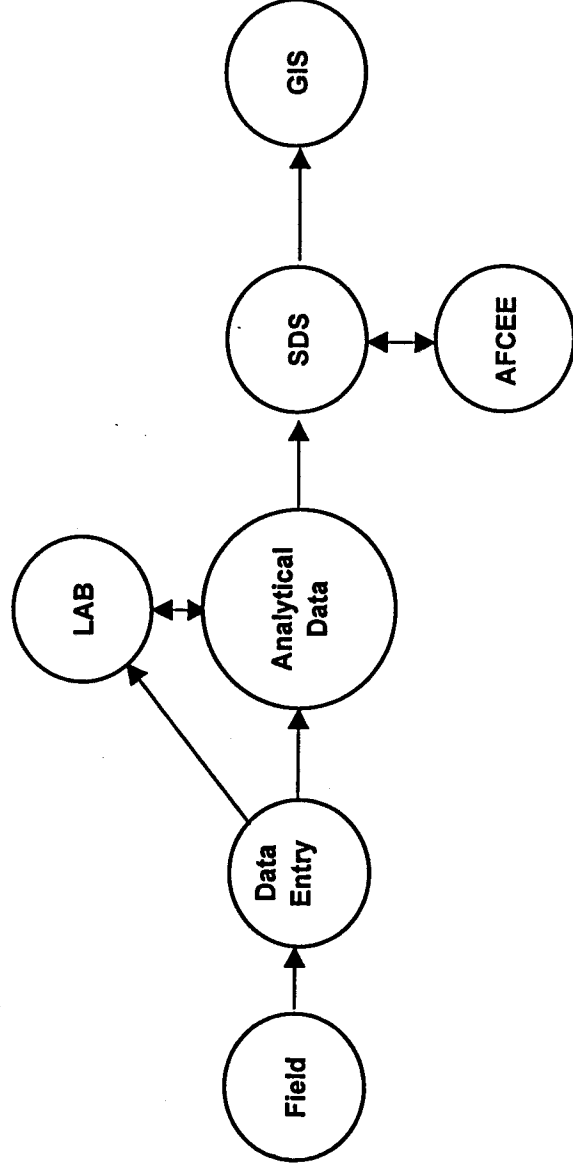 Field
Data
Entry
LAB
Analytical
Data
SDS
AFCEE
GIS